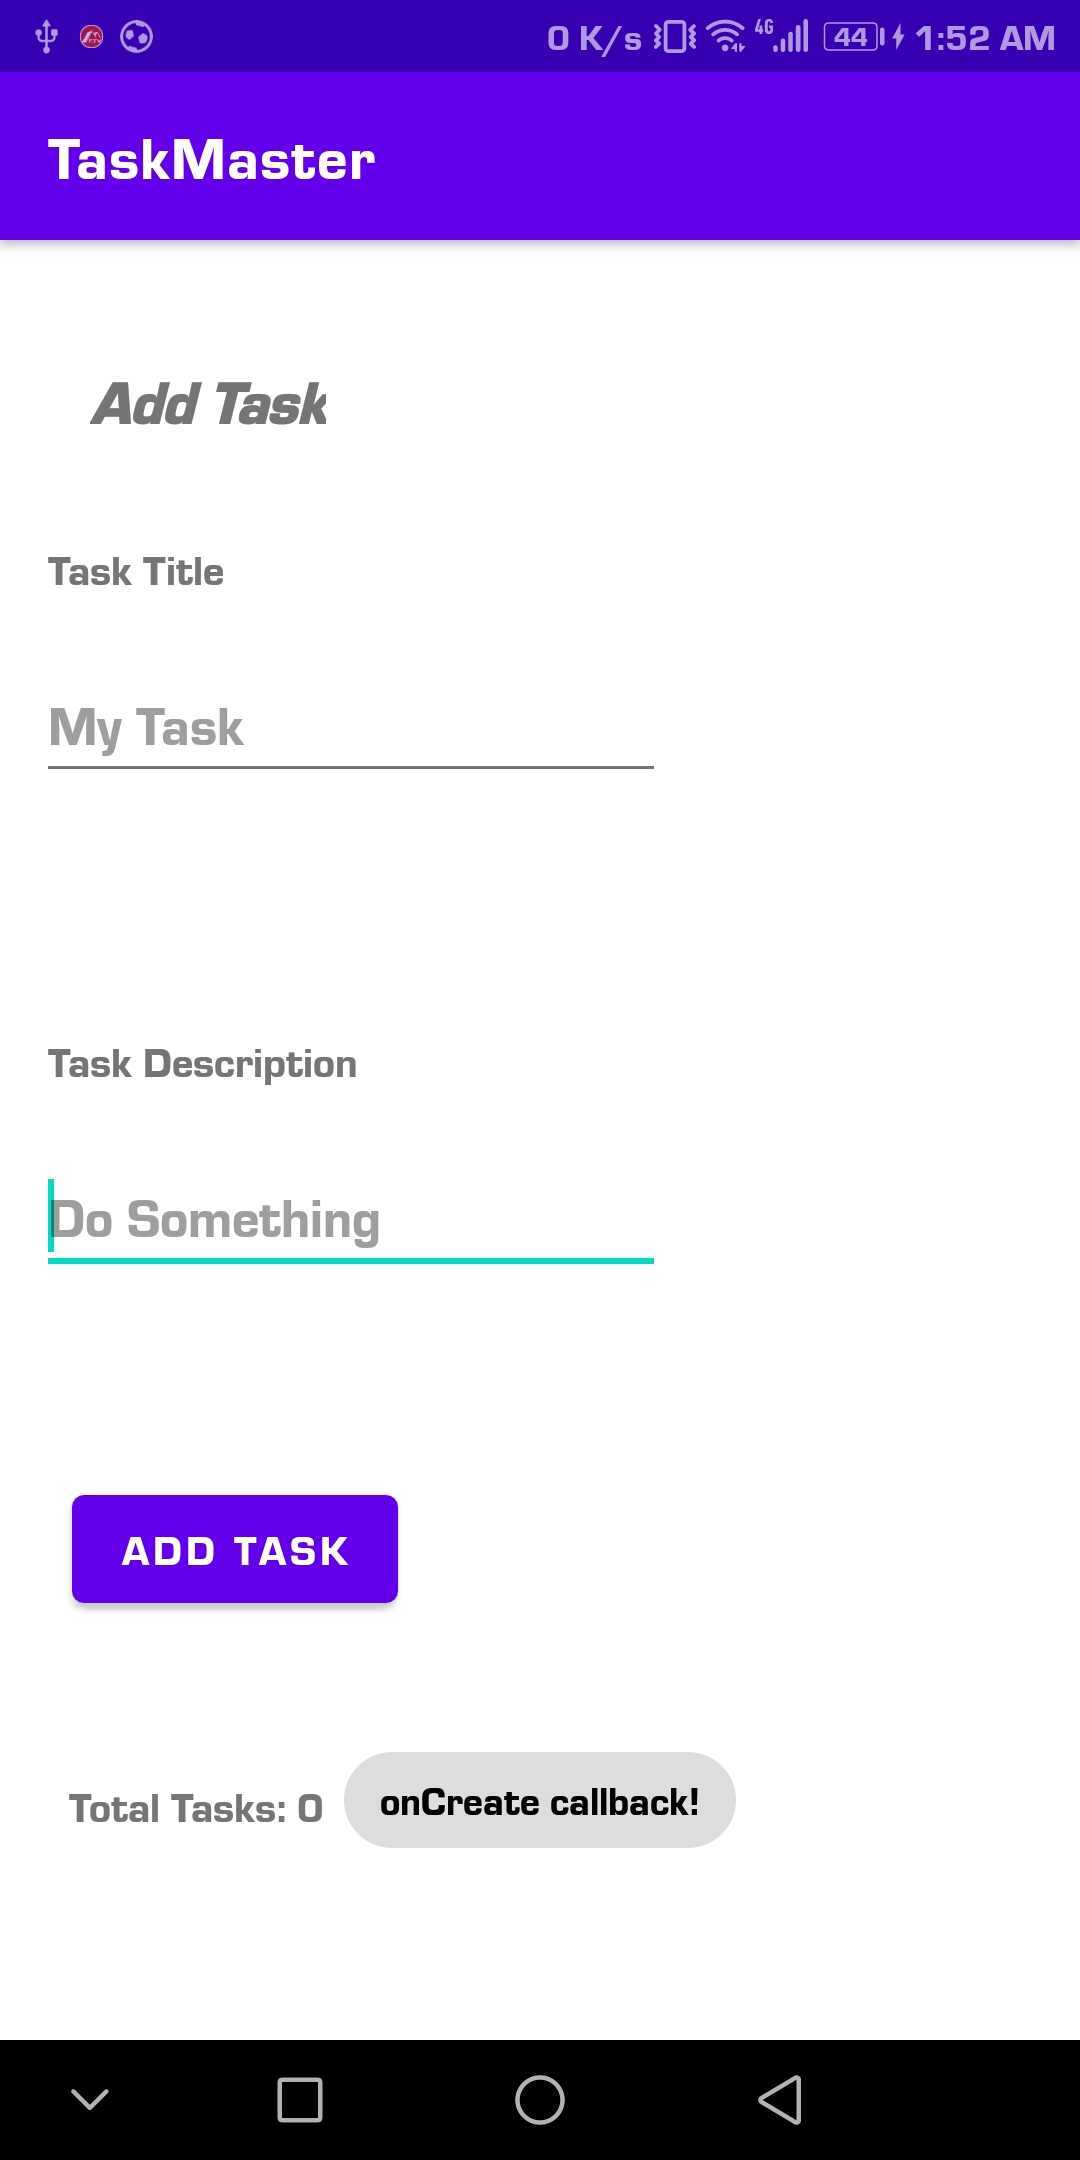 0 K/s 4G 44 1:52 AM
TaskMaster
Add Task
Task Title
My Task
Task Description
Do Something
ADD TASK
Total Tasks: 0
onCreate callback!